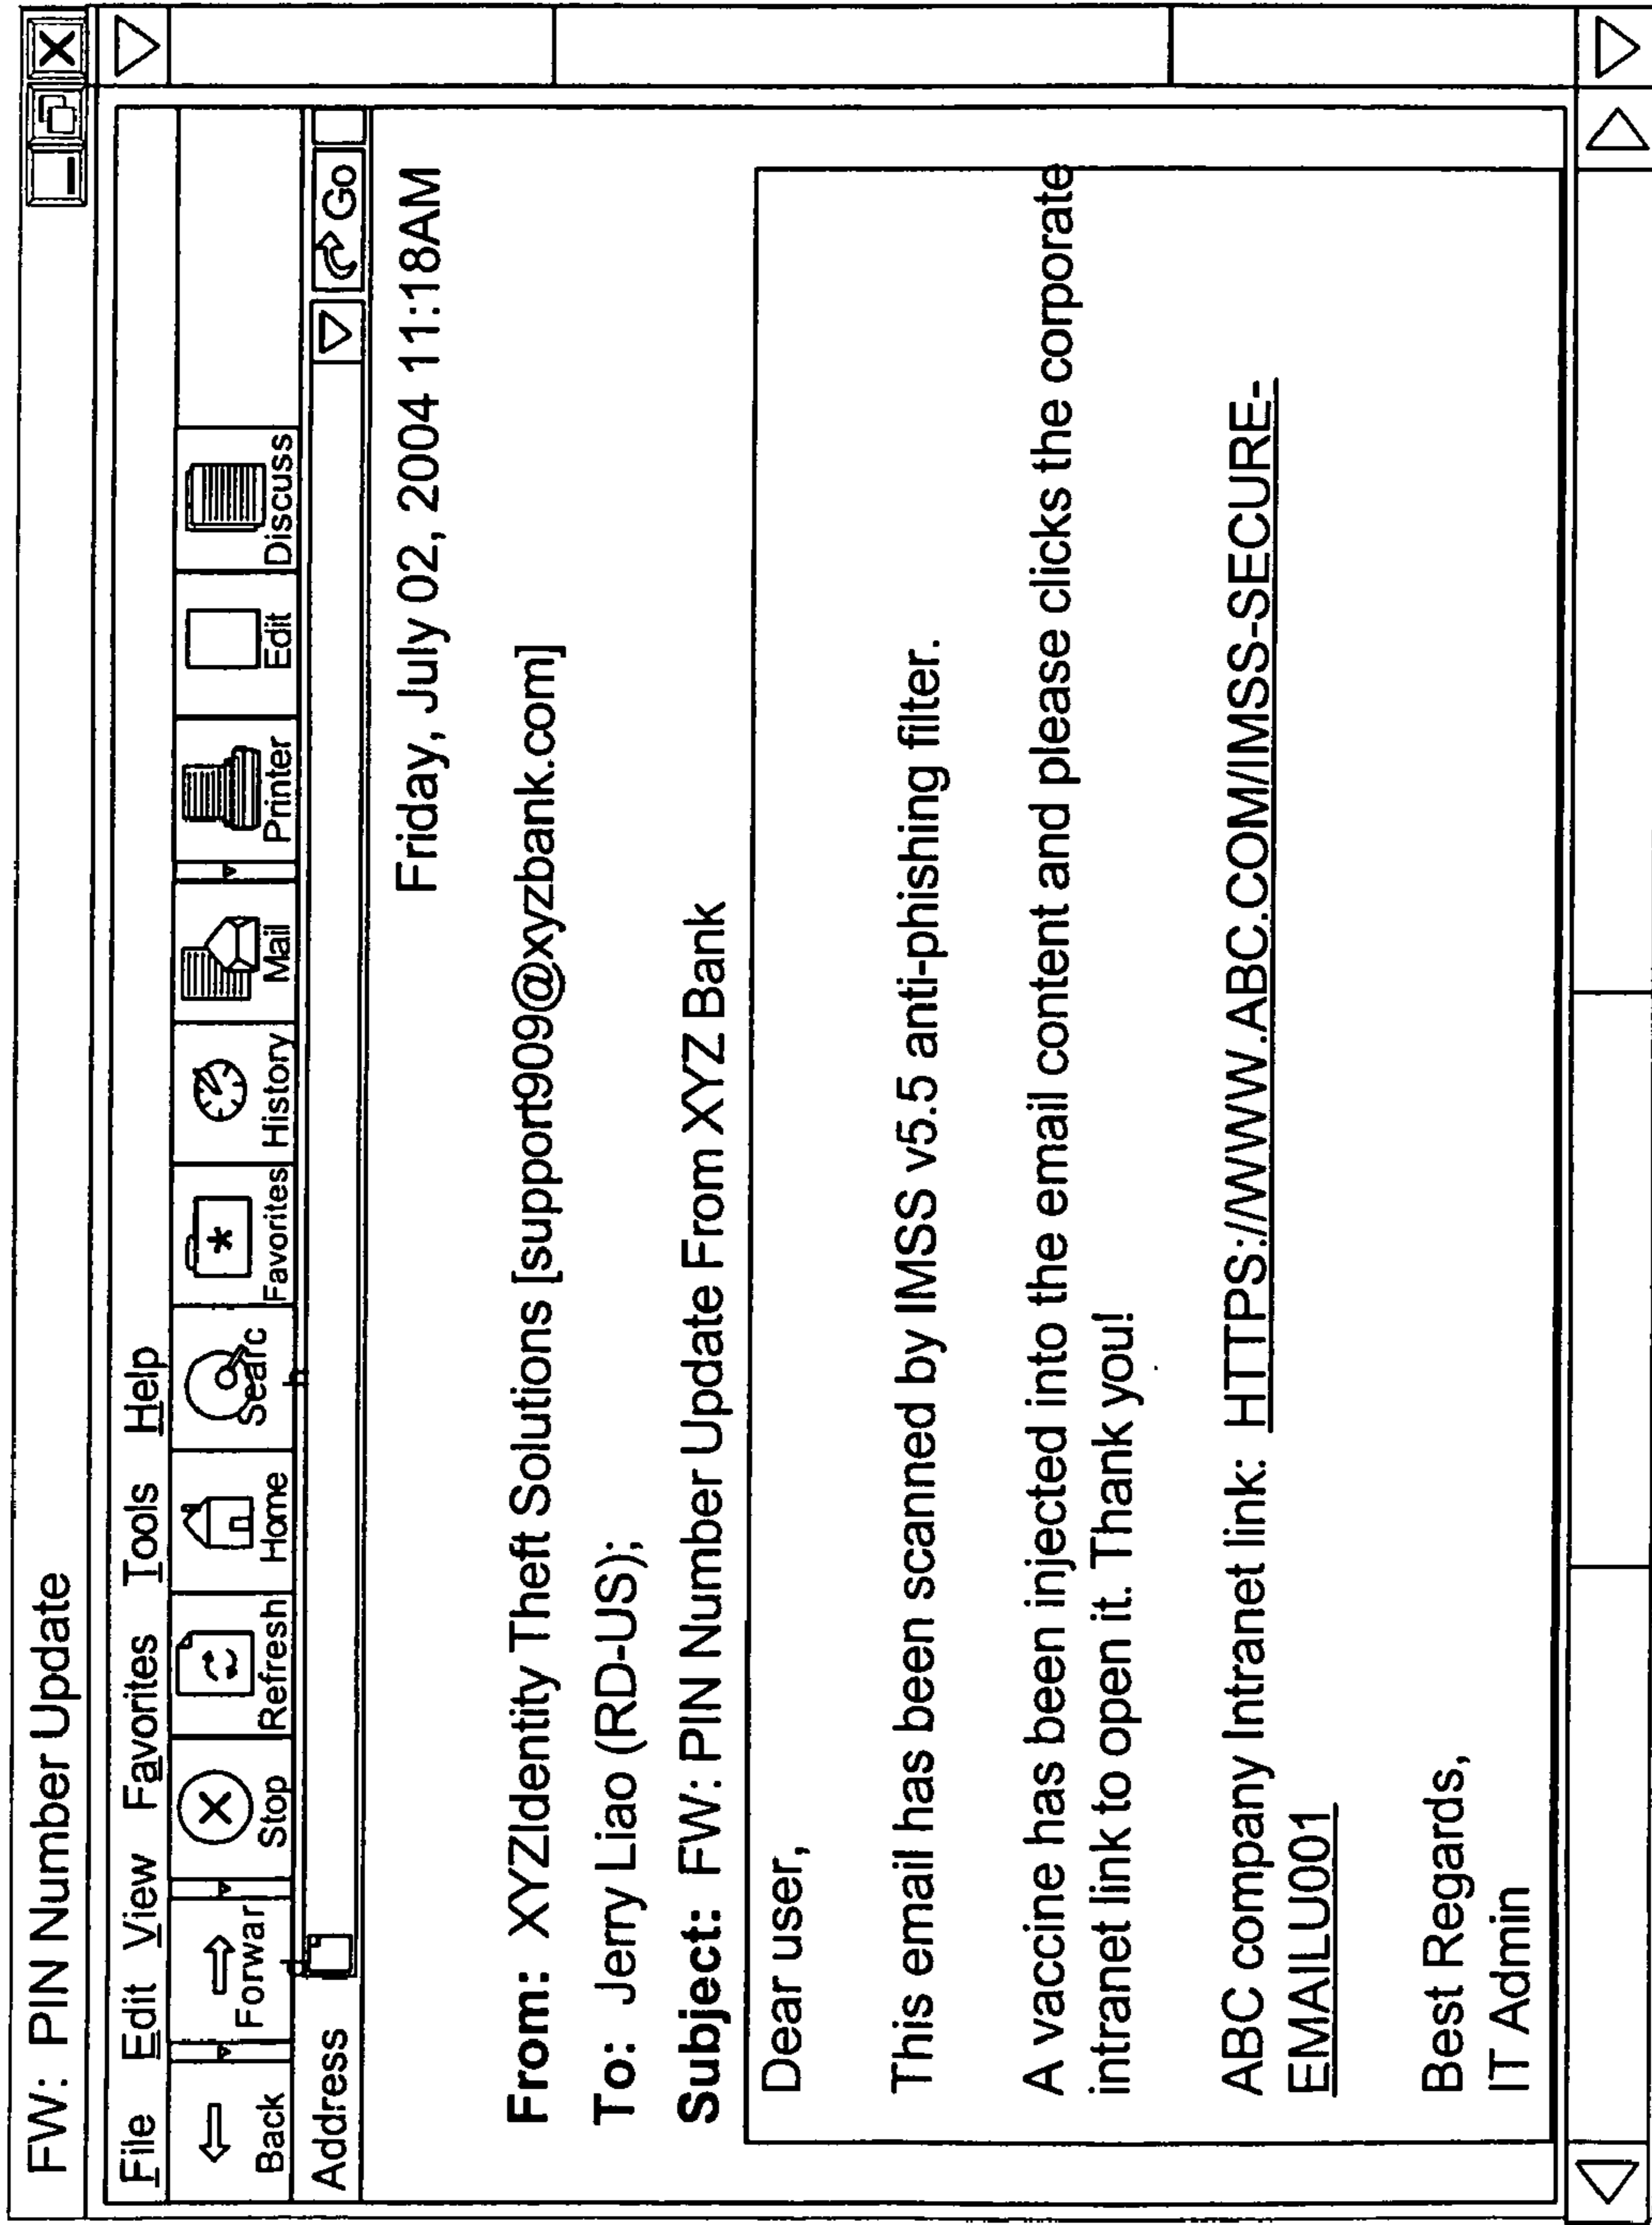 FW: PIN Number Update
File Edit View Favorites Tools Help
Back Forwar Stop Refresh Home Searc Favorites History Mail Printer Edit Discuss
Address Go
Friday, July 02, 2004 11:18AM
From: XYZIdentity Theft Solutions [support909@xyzbank.com]
To: Jerry Liao (RD-US);
Subject: FW: PIN Number Update From XYZ Bank
Dear user,
This email has been scanned by IMSS v5.5 anti-phishing filter.
A vaccine has been injected into the email content and please clicks the corporate
intranet link to open it. Thank you!
ABC company Intranet link: HTTPS://WWW.ABC.COM/IMSS-SECURE-
EMAILU001
Best Regards,
IT Admin